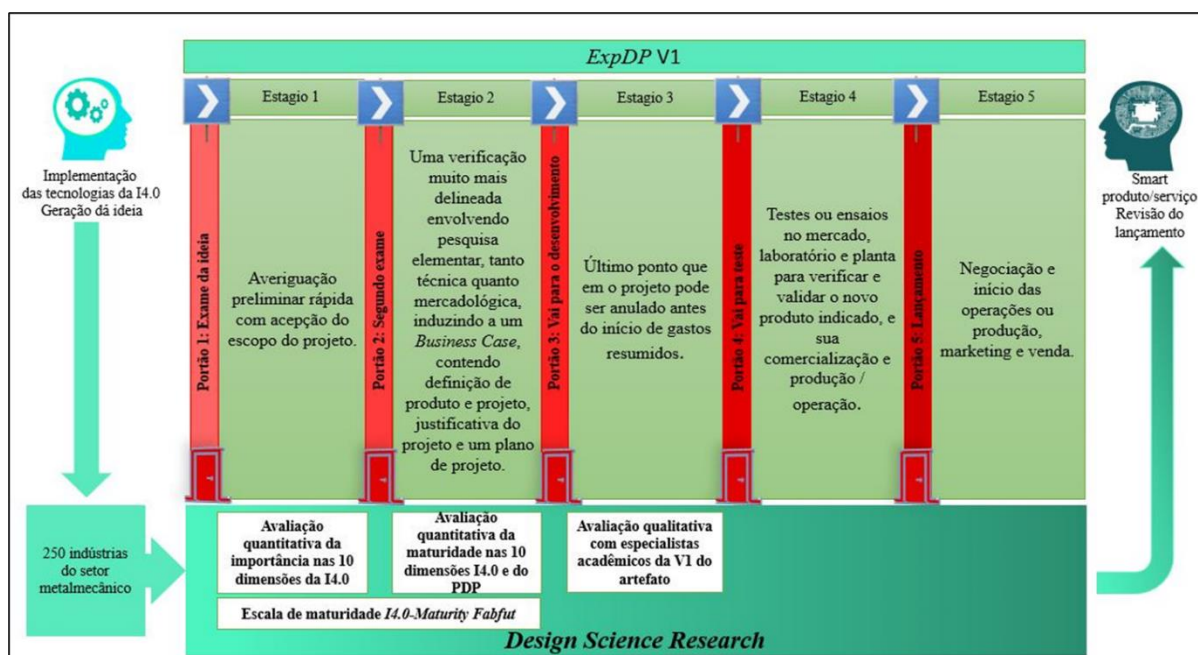 ExpDP V1
Estagio 1
Estagio 2
Estagio 3
Estagio 4
Estagio 5
Implementação
das tecnologias da I4.0
Geração dá ideia
Portão 1: Exame da ideia
Averiguação
preliminar rápida
com acepção do
escopo do projeto.
Portão 2: Segundo exame
Uma verificação
muito mais
delineada
envolvendo
pesquisa
elementar, tanto
técnica quanto
mercadológica,
induzindo a um
Business Case,
contendo
definição de
produto e projeto,
justificativa do
projeto e um plano
de projeto.
Portão 3: Vai para o desenvolvimento
Último ponto que
em o projeto pode
ser anulado antes
do início de gastos
resumidos.
Portão 4: Vai para teste
Testes ou ensaios
no mercado,
laboratório e planta
para verificar e
validar o novo
produto indicado, e
sua
comercialização e
produção /
operação.
Portão 5: Lançamento
Negociação e
início das
operações ou
produção,
marketing e venda.
Smart
produto/serviço
Revisão do
lançamento
250 indústrias
do setor
metalmecânico
Avaliação
quantitativa da
importância nas 10
dimensões da I4.0
Avaliação
quantitativa da
maturidade nas 10
dimensões I4.0 e do
PDP
Avaliação qualitativa
com especialistas
acadêmicos da V1 do
artefato
Escala de maturidade I4.0-Maturity Fabfut
Design Science Research